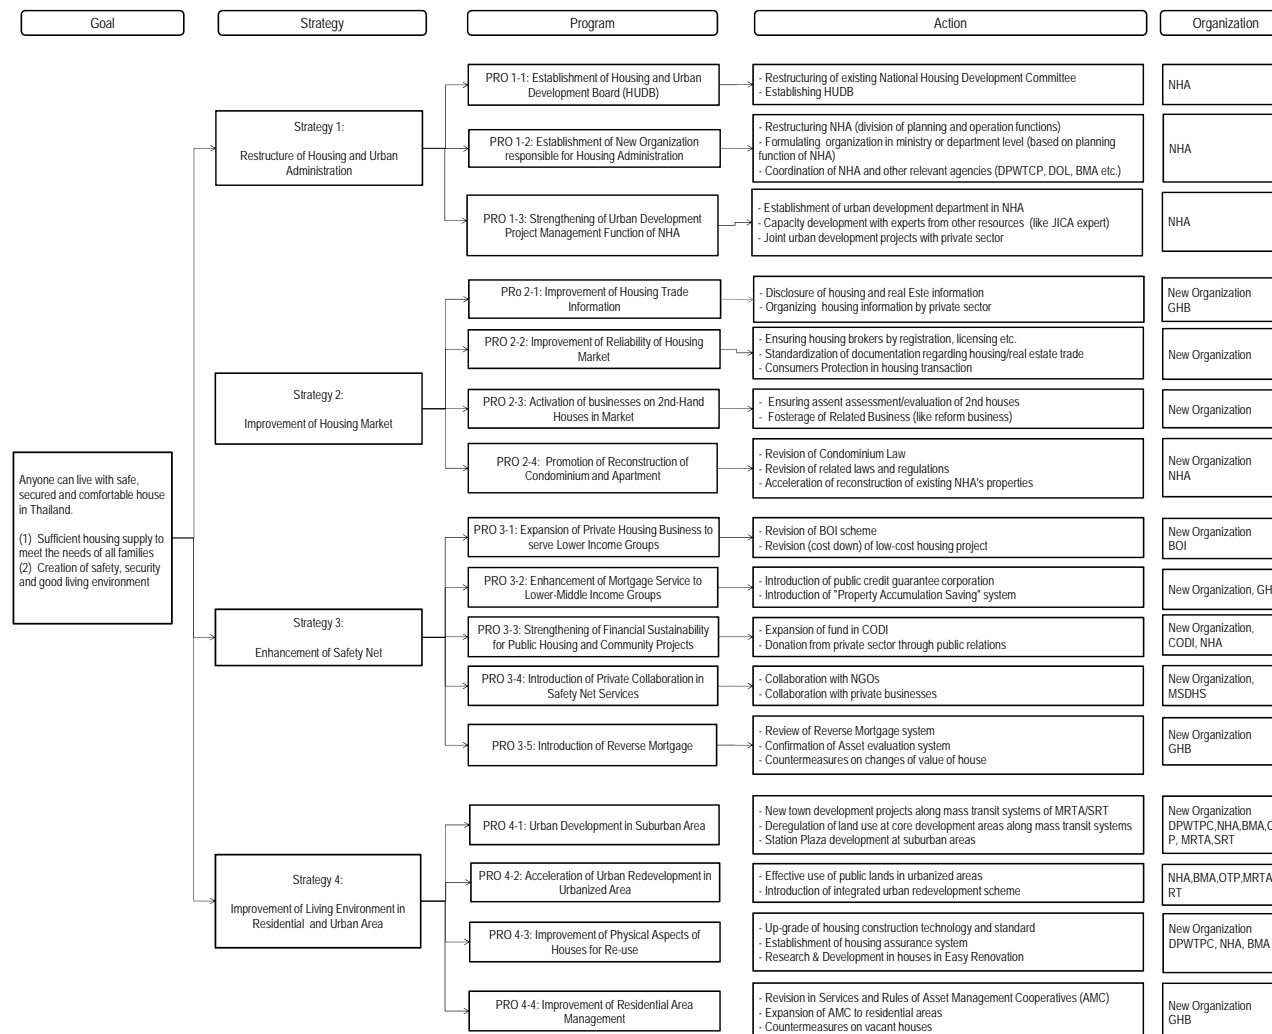 Goal
Strategy
Program
Action
Organization
Anyone can live with safe,
secured and comfortable house
in Thailand.
(1) Sufficient housing supply to
meet the needs of all families
(2) Creation of safety, security
and good living environment
Strategy 1:
Restructure of Housing and Urban
Administration
PRO 1-1: Establishment of Housing and Urban
Development Board (HUDB)
- Restructuring of existing National Housing Development Committee
- Establishing HUDB
NHA
PRO 1-2: Establishment of New Organization
responsible for Housing Administration
- Restructuring NHA (division of planning and operation functions)
- Formulating organization in ministry or department level (based on planning
function of NHA)
- Coordination of NHA and other relevant agencies (DPWTCP, DOL, BMA etc.)
NHA
PRO 1-3: Strengthening of Urban Development
Project Management Function of NHA
- Establishment of urban development department in NHA
- Capacity development with experts from other resources (like JICA expert)
- Joint urban development projects with private sector
NHA
Strategy 2:
Improvement of Housing Market
PRo 2-1: Improvement of Housing Trade
Information
- Disclosure of housing and real Este information
- Organizing housing information by private sector
New Organization
GHB
PRO 2-2: Improvement of Reliability of Housing
Market
- Ensuring housing brokers by registration, licensing etc.
- Standardization of documentation regarding housing/real estate trade
- Consumers Protection in housing transaction
New Organization
PRO 2-3: Activation of businesses on 2nd-Hand
Houses in Market
- Ensuring assent assessment/evaluation of 2nd houses
- Fosterage of Related Business (like reform business)
New Organization
PRO 2-4: Promotion of Reconstruction of
Condominium and Apartment
- Revision of Condominium Law
- Revision of related laws and regulations
- Acceleration of reconstruction of existing NHA's properties
New Organization
NHA
Strategy 3:
Enhancement of Safety Net
PRO 3-1: Expansion of Private Housing Business to
serve Lower Income Groups
- Revision of BOI scheme
- Revision (cost down) of low-cost housing project
New Organization
BOI
PRO 3-2: Enhancement of Mortgage Service to
Lower-Middle Income Groups
- Introduction of public credit guarantee corporation
- Introduction of "Property Accumulation Saving" system
New Organization, GH
PRO 3-3: Strengthening of Financial Sustainability
for Public Housing and Community Projects
- Expansion of fund in CODI
- Donation from private sector through public relations
New Organization,
CODI, NHA
PRO 3-4: Introduction of Private Collaboration in
Safety Net Services
- Collaboration with NGOs
- Collaboration with private businesses
New Organization,
MSDHS
PRO 3-5: Introduction of Reverse Mortgage
- Review of Reverse Mortgage system
- Confirmation of Asset evaluation system
- Countermeasures on changes of value of house
New Organization
GHB
Strategy 4:
Improvement of Living Environment in
Residential and Urban Area
PRO 4-1: Urban Development in Suburban Area
- New town development projects along mass transit systems of MRTA/SRT
- Deregulation of land use at core development areas along mass transit systems
- Station Plaza development at suburban areas
New Organization
DPWTPC,NHA,BMA,
P, MRTA,SRT
PRO 4-2: Acceleration of Urban Redevelopment in
Urbanized Area
- Effective use of public lands in urbanized areas
- Introduction of integrated urban redevelopment scheme
NHA,BMA,OTP,MRTA
RT
PRO 4-3: Improvement of Physical Aspects of
Houses for Re-use
- Up-grade of housing construction technology and standard
- Establishment of housing assurance system
- Research & Development in houses in Easy Renovation
New Organization
DPWTPC, NHA, BMA
PRO 4-4: Improvement of Residential Area
Management
- Revision in Services and Rules of Asset Management Cooperatives (AMC)
- Expansion of AMC to residential areas
- Countermeasures on vacant houses
New Organization
GHB